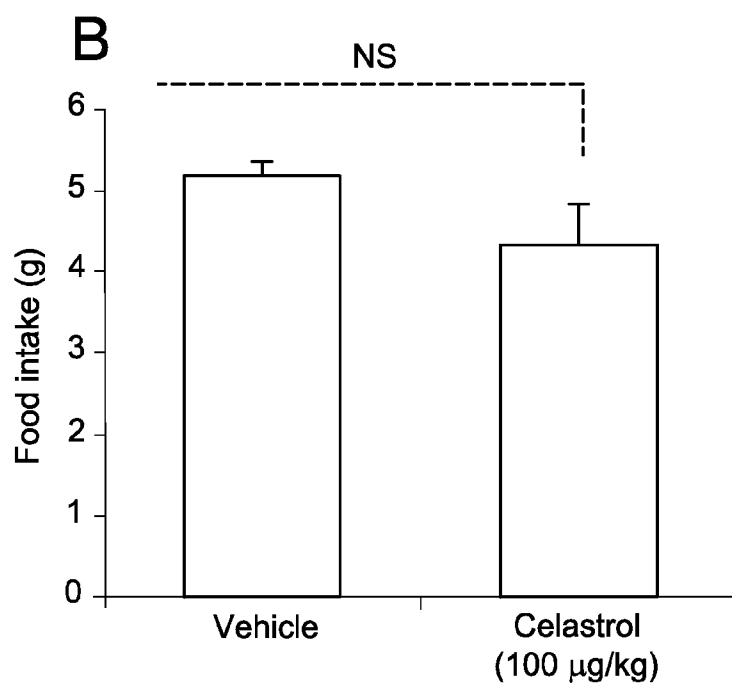 B
NS
6
5
4
3
2
1
0
Food intake (g)
Vehicle
Celastrol
(100 μg/kg)